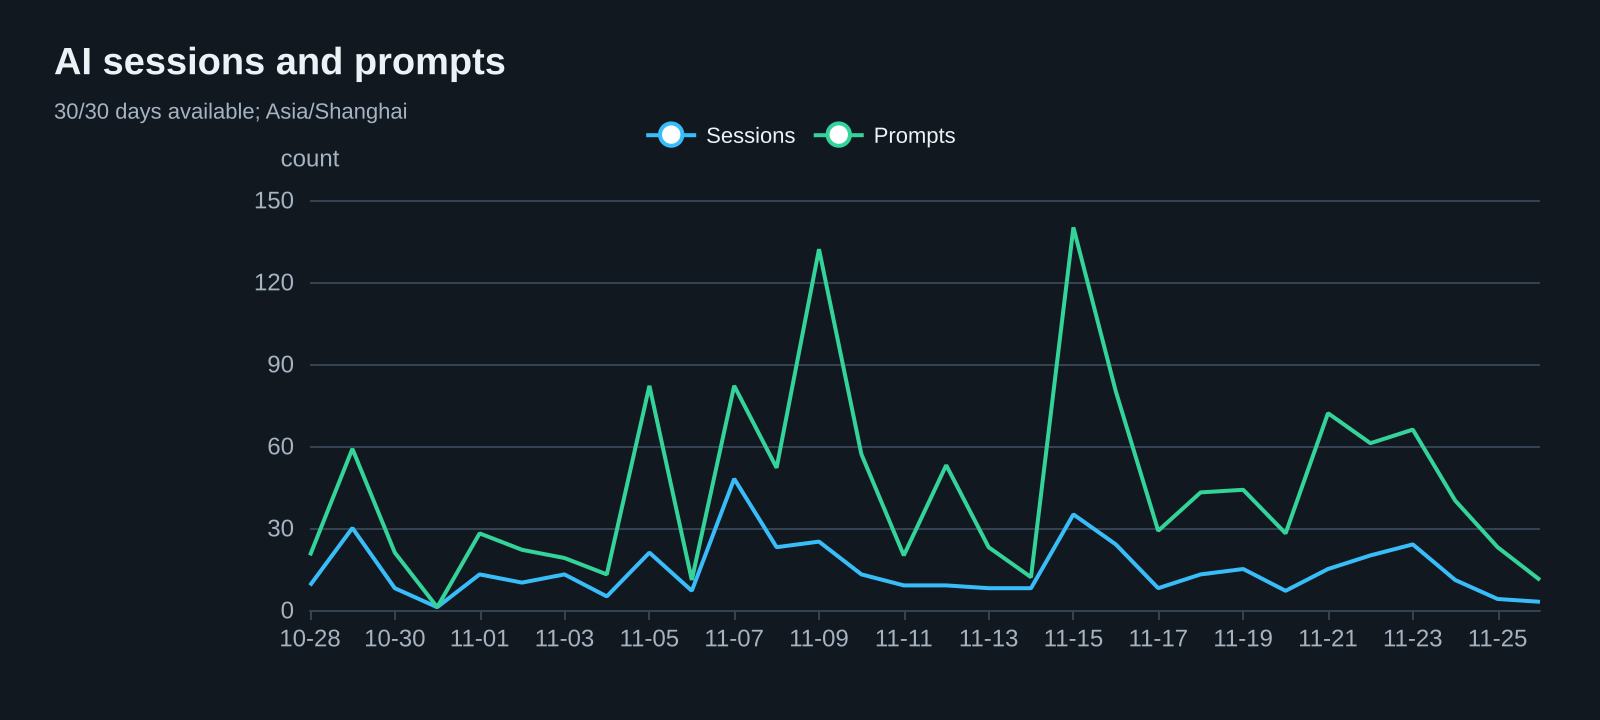 AI sessions and prompts
30/30 days available; Asia/Shanghai
Sessions Prompts
count
150
120
90
60
30
0
10-28 10-30 11-01 11-03 11-05 11-07 11-09 11-11 11-13 11-15 11-17 11-19 11-21 11-23 11-25